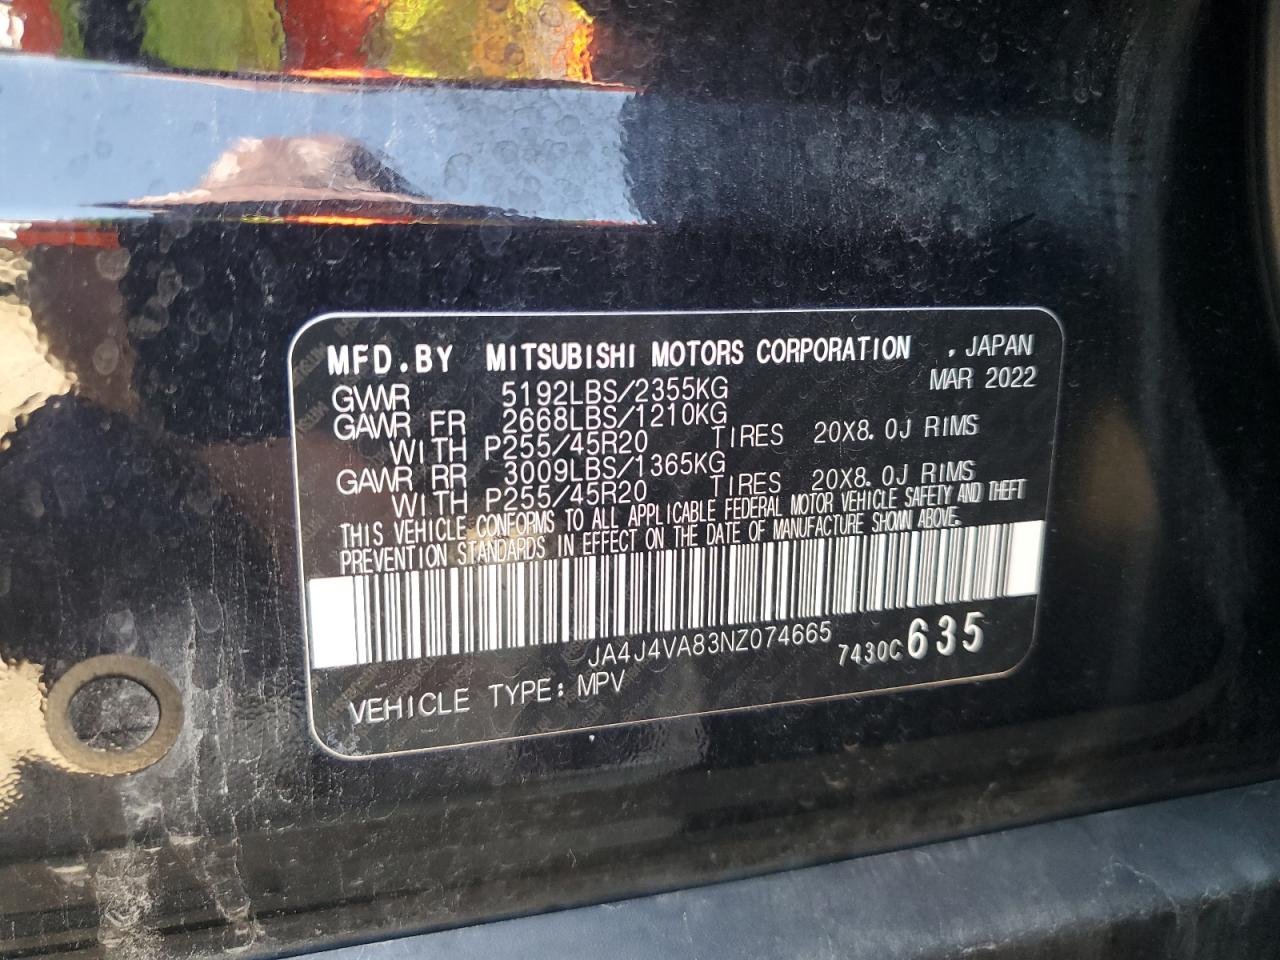 MFD.BY MITSUBISHI MOTORS CORPORATION , JAPAN
MAR 2022
GVWR 5192LBS/2355KG
GAWR FR 2668LBS/1210KG
WITH P255/45R20 TIRES 20X8.0J RIMS
GAWR RR 3009LBS/1365KG
WITH P255/45R20 TIRES 20X8.0J RIMS
THIS VEHICLE CONFORMS TO ALL APPLICABLE FEDERAL MOTOR VEHICLE SAFETY AND THEFT
PREVENTION STANDARDS IN EFFECT ON THE DATE OF MANUFACTURE SHOWN ABOVE.
JA4J4VA83NZ074665
7430C635
VEHICLE TYPE: MPV